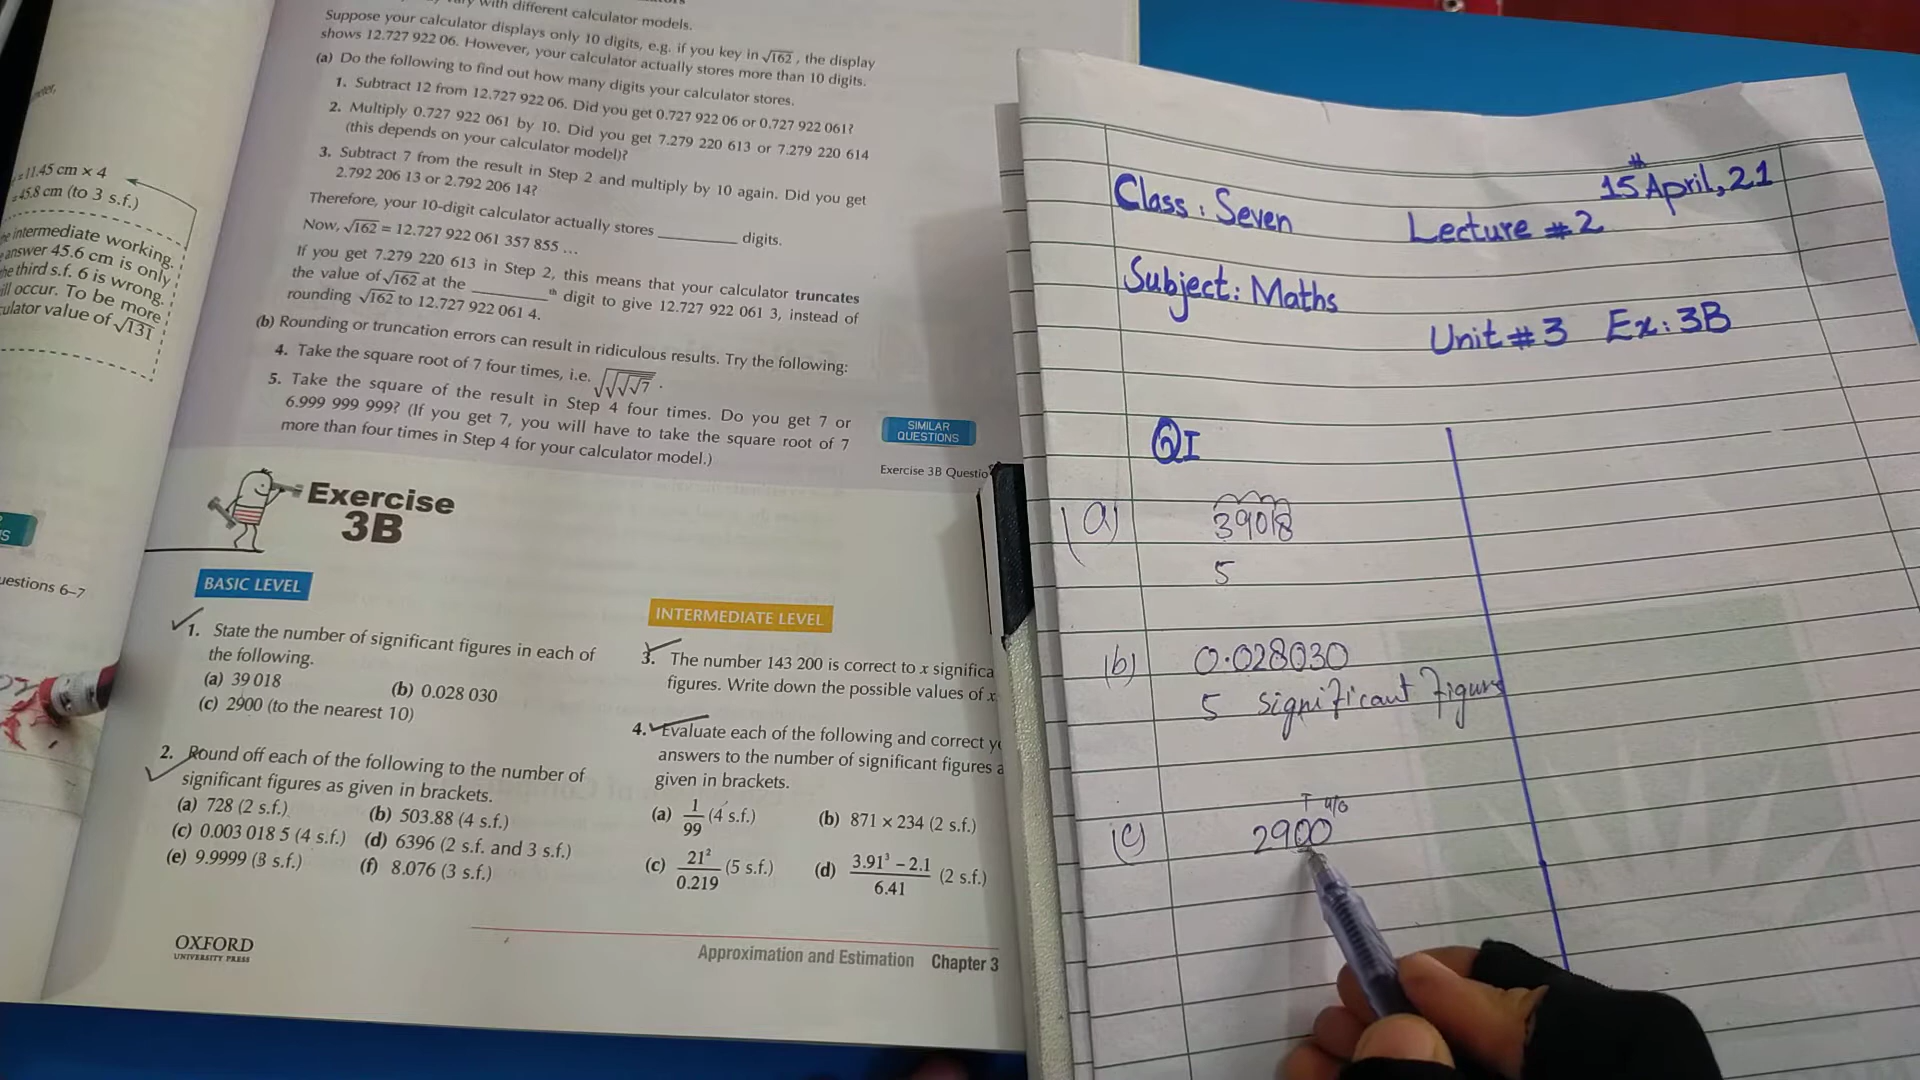 with different calculator models.
Suppose your calculator displays only 10 digits, e.g. if you key in √162, the display
shows 12.727 922 06. However, your calculator actually stores more than 10 digits.
(a) Do the following to find out how many digits your calculator stores.
1. Subtract 12 from 12.727 922 06. Did you get 0.727 922 06 or 0.727 922 061?
2. Multiply 0.727 922 061 by 10. Did you get 7.279 220 613 or 7.279 220 614
(this depends on your calculator model)?
3. Subtract 7 from the result in Step 2 and multiply by 10 again. Did you get
2.792 206 13 or 2.792 206 14?
Therefore, your 10-digit calculator actually stores ________ digits.
Now, √162 = 12.727 922 061 357 855 ...
If you get 7.279 220 613 in Step 2, this means that your calculator truncates
the value of √162 at the ________ th digit to give 12.727 922 061 3, instead of
rounding √162 to 12.727 922 061 4.
(b) Rounding or truncation errors can result in ridiculous results. Try the following:
4. Take the square root of 7 four times, i.e. √√√√7 .
5. Take the square of the result in Step 4 four times. Do you get 7 or
6.999 999 999? (If you get 7, you will have to take the square root of 7
more than four times in Step 4 for your calculator model.)
SIMILAR
QUESTIONS
Exercise 3B
= 11.45 cm × 4
45.8 cm (to 3 s.f.)
intermediate working.
answer 45.6 cm is only
third s.f. 6 is wrong.
occur. To be more
value of √131
6–7
Exercise
3B
BASIC LEVEL
1. State the number of significant figures in each of
the following.
(a) 39 018 (b) 0.028 030
(c) 2900 (to the nearest 10)
2. Round off each of the following to the number of
significant figures as given in brackets.
(a) 728 (2 s.f.) (b) 503.88 (4 s.f.)
(c) 0.003 018 5 (4 s.f.) (d) 6396 (2 s.f. and 3 s.f.)
(e) 9.9999 (3 s.f.) (f) 8.076 (3 s.f.)
INTERMEDIATE LEVEL
3. The number 143 200 is correct to x
figures. Write down the possible values of x
4. Evaluate each of the following and correct
answers to the number of significant figures
given in brackets.
(a) 1/99 (4 s.f.) (b) 871 × 234 (2 s.f.)
(c) 21²/0.219 (5 s.f.) (d) 3.91³ – 2.1/6.41 (2 s.f.)
OXFORD
UNIVERSITY PRESS
Approximation and Estimation Chapter 3
15 April, 21
Class: Seven Lecture # 2
Subject: Maths
Unit # 3 Ex: 3B
Q1
(a) 39018
5
(b) 0.028030
5 significant figure
(c) 2900